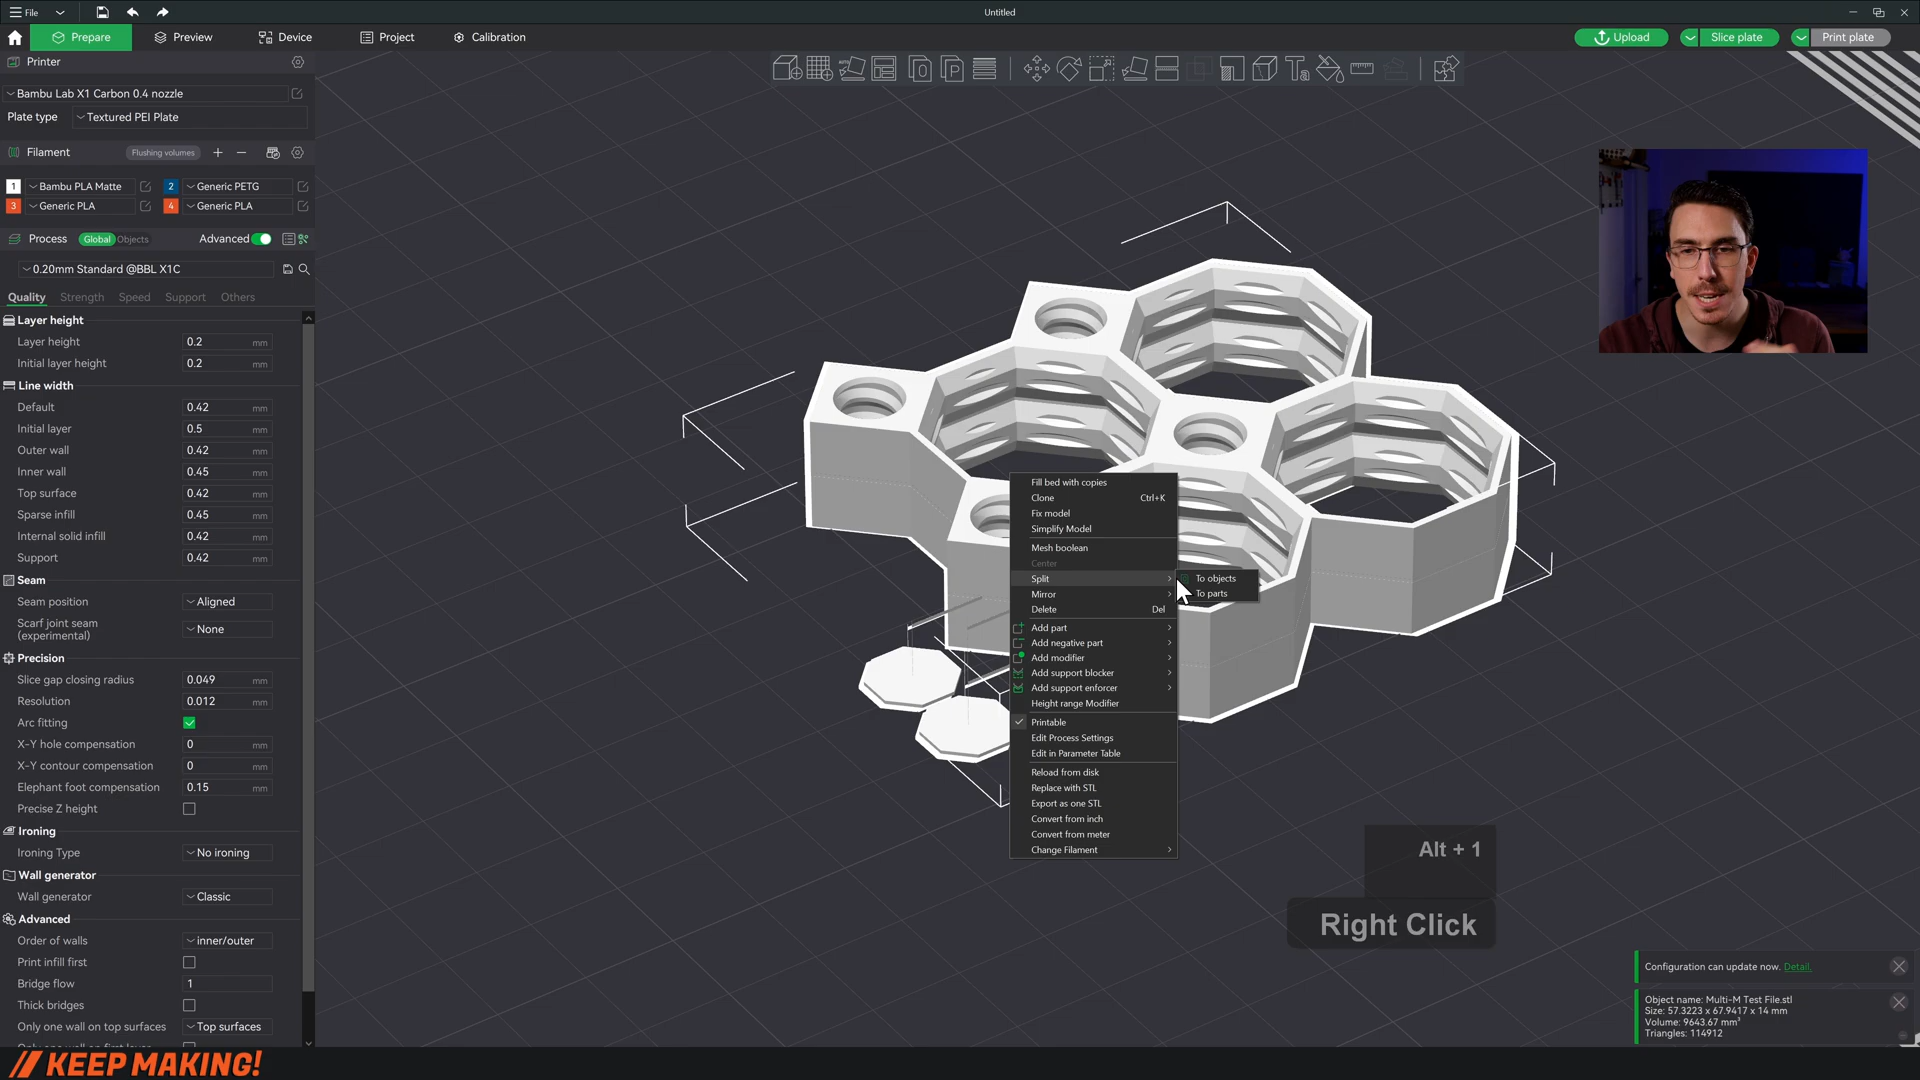 File
Untitled
Prepare
Preview
Device
Project
Calibration
Upload
Slice plate
Print plate
Printer
Bambu Lab X1 Carbon 0.4 nozzle
Plate type
Textured PEI Plate
Filament
Flushing volumes
1 Bambu PLA Matte
2 Generic PETG
3 Generic PLA
4 Generic PLA
Process
Global Objects
Advanced
0.20mm Standard @BBL X1C
Quality
Strength
Speed
Support
Others
Layer height
Layer height 0.2 mm
Initial layer height 0.2 mm
Line width
Default 0.42 mm
Initial layer 0.5 mm
Outer wall 0.42 mm
Inner wall 0.45 mm
Top surface 0.42 mm
Sparse infill 0.45 mm
Internal solid infill 0.42 mm
Support 0.42 mm
Seam
Seam position Aligned
Scarf joint seam
(experimental) None
Precision
Slice gap closing radius 0.049 mm
Resolution 0.012 mm
Arc fitting
X-Y hole compensation 0 mm
X-Y contour compensation 0 mm
Elephant foot compensation 0.15 mm
Precise Z height
Ironing
Ironing Type No ironing
Wall generator
Wall generator Classic
Advanced
Order of walls inner/outer
Print infill first
Bridge flow 1
Thick bridges
Only one wall on top surfaces Top surfaces
Fill bed with copies
Clone Ctrl+K
Fix model
Simplify Model
Mesh boolean
Center
Split
To objects
To parts
Mirror
Delete Del
Add part
Add negative part
Add modifier
Add support blocker
Add support enforcer
Height range Modifier
Printable
Edit Process Settings
Edit in Parameter Table
Reload from disk
Replace with STL
Export as one STL
Convert from inch
Convert from meter
Change Filament
Alt + 1
Right Click
Configuration can update now. Detail.
Object name: Multi-M Test File.stl
Size: 57.3223 x 67.9417 x 14 mm
Volume: 9643.67 mm³
Triangles: 114912
// KEEP MAKING!